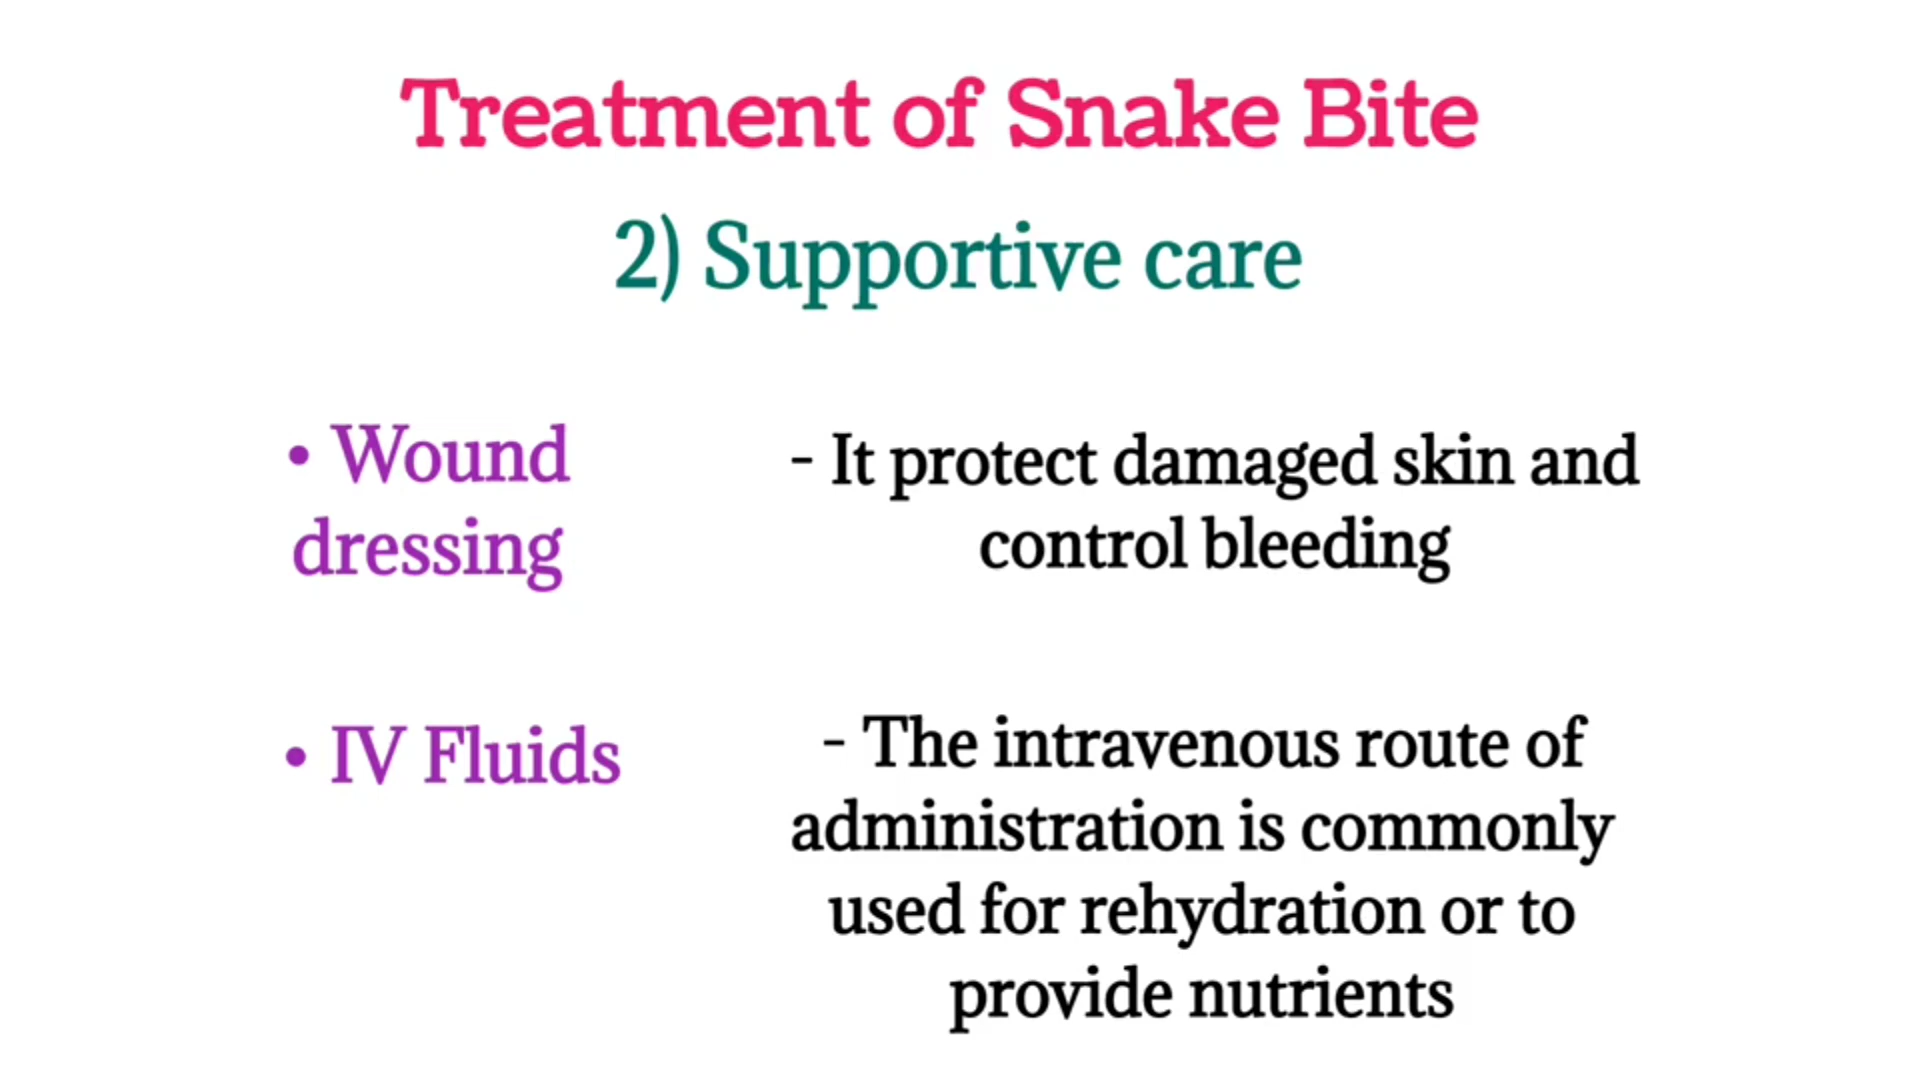 Treatment of Snake Bite
2) Supportive care
• Wound
dressing
- It protect damaged skin and
control bleeding
• IV Fluids
- The intravenous route of
administration is commonly
used for rehydration or to
provide nutrients